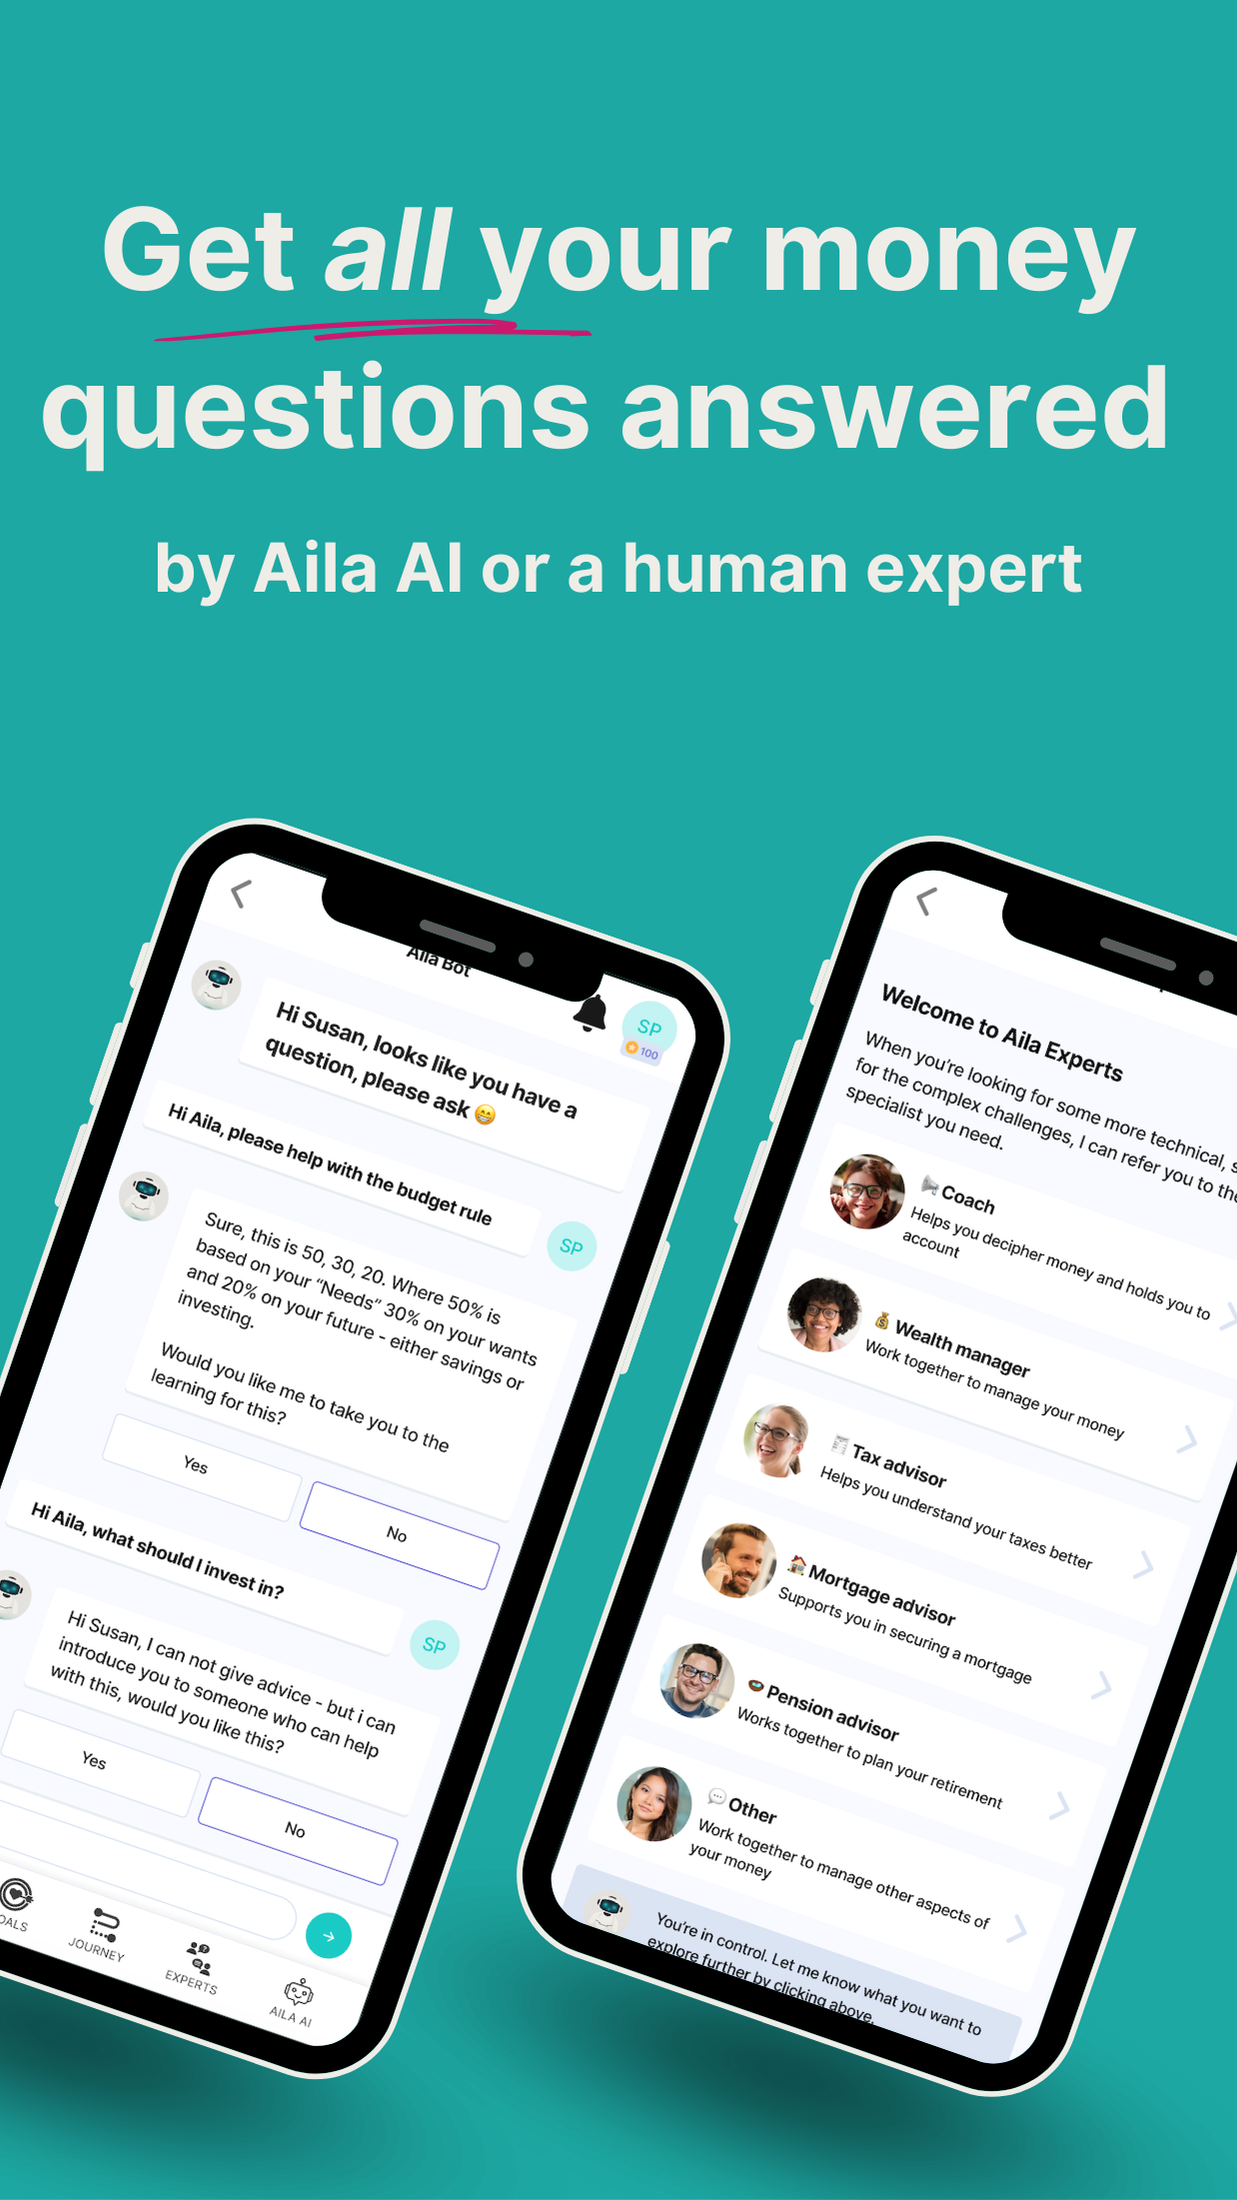 Get all your money
questions answered
by Aila AI or a human expert
Aila Bot
Hi Susan, looks like you have a
question, please ask
SP
100
Hi Aila, please help with the budget rule
SP
Sure, this is 50, 30, 20. Where 50% is
based on your “Needs” 30% on your wants
and 20% on your future - either savings or
investing.
Would you like me to take you to the
learning for this?
Yes
No
Hi Aila, what should I invest in?
SP
Hi Susan, I can not give advice - but i can
introduce you to someone who can help
with this, would you like this?
Yes
No
JOURNEY
EXPERTS
AILA AI
Welcome to Aila Experts
When you're looking for some more technical,
for the complex challenges, I can refer you to
specialist you need.
Coach
Helps you decipher money and holds you to
account
Wealth manager
Work together to manage your money
Tax advisor
Helps you understand your taxes better
Mortgage advisor
Supports you in securing a mortgage
Pension advisor
Works together to plan your retirement
Other
Work together to manage other aspects of
your money
You're in control. Let me know what you want to
explore further by clicking above.